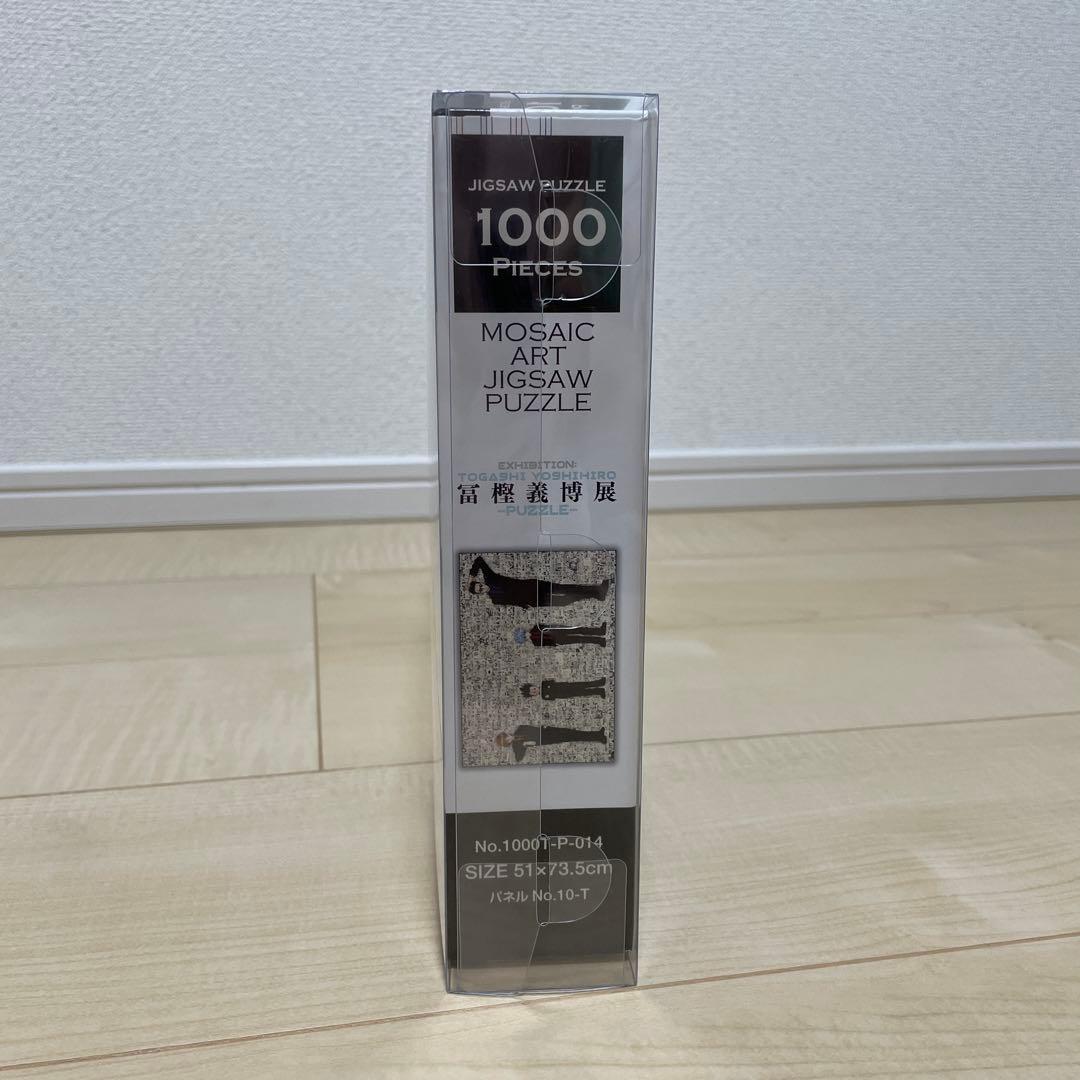 JIGSAW PUZZLE
1000
PIECES
MOSAIC
ART
JIGSAW
PUZZLE
EXHIBITION:
TOGASHI YOSHIHIRO
冨樫義博展
-PUZZLE-
No.1000T-P-014
SIZE 51×73.5cm
パネル No.10-T